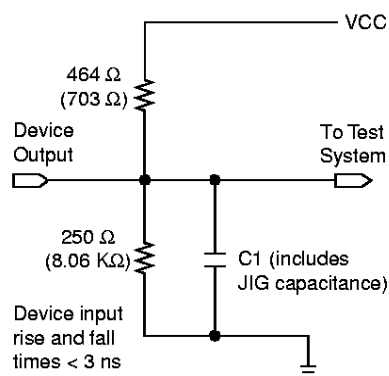 VCC
464 Ω
(703 Ω)
Device
Output
To Test
System
250 Ω
(8.06 KΩ)
C1 (includes
JIG capacitance)
Device input
rise and fall
times < 3 ns